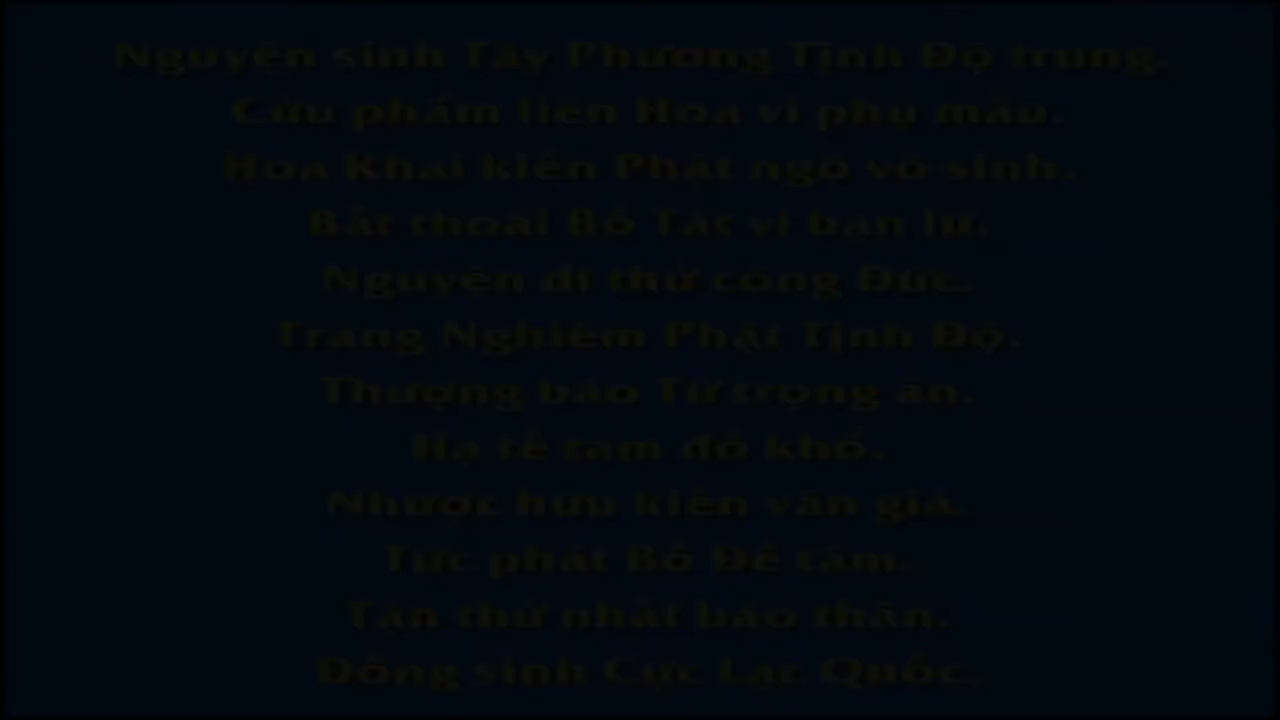 Nguyện sinh Tây Phương Tịnh Độ trung.
Cửu phẩm liên Hoa vi phụ mẫu.
Hoa Khai kiến Phật ngộ vô sinh.
Bất thoái Bồ Tát vi bạn lữ.
Nguyện dĩ thử công Đức.
Trang Nghiêm Phật Tịnh Độ.
Thượng báo Tứ trọng ân.
Hạ tế tam đồ khổ.
Nhược hữu kiến văn giả.
Tức phát Bồ Đề tâm.
Tận thử nhất báo thân.
Đồng sinh Cực Lạc Quốc.